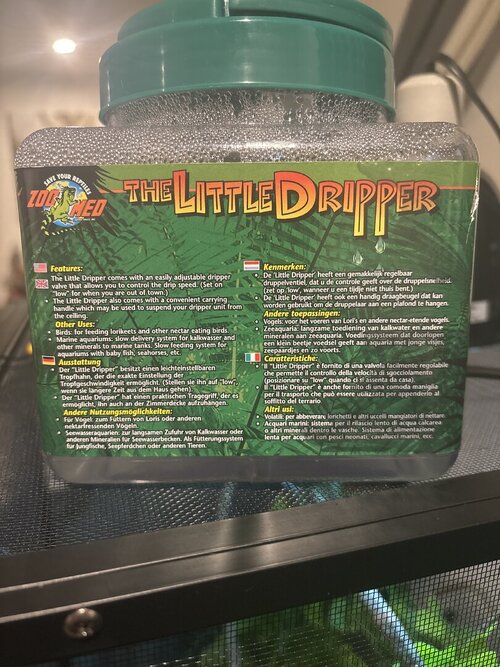 SAVE YOUR REPTILES
ZOO MED
THE LITTLE DRIPPER
Features:
• The Little Dripper comes with an easily adjustable dripper
valve that allows you to control the drip speed. (Set on
"low" for when you are out of town.)
• The Little Dripper also comes with a convenient carrying
handle which may be used to suspend your dripper unit from
the ceiling.
Other Uses:
• Birds: for feeding lorikeets and other nectar eating birds.
• Marine aquariums: slow delivery system for kalkwasser and
other minerals to marine tanks. Slow feeding system for
aquariums with baby fish, seahorses, etc.
Ausstattung
• Der "Little Dripper" besitzt einen leichteinstellbaren
Tropfhahn, der die exakte Einstellung der
Tropfgeschwindigkeit ermöglicht. (Stellen sie ihn auf "low",
wenn sie längere Zeit aus dem Haus gehen).
• Der "Little Dripper" hat einen praktischen Tragegriff, der es
ermöglicht, ihn auch an der Zimmerdecke aufzuhängen.
Andere Nutzungsmöglichkeiten:
• Für Vögel: zum Füttern von Loris oder anderen
nektarfressenden Vögeln.
• Seewasseraquarien: zur langsamen Zufuhr von Kalkwasser oder
anderen Mineralien für Seewasserbecken. Als Fütterungssystem
für Jungfische, Seepferdchen oder anderen Tieren.
Kenmerken:
• De 'Little Dripper' heeft een gemakkelijk regelbaar
druppelventiel, dat u de controle geeft over de druppelsnelheid.
(zet op 'low', wanneer u een tijdje niet thuis bent.)
• De 'Little Dripper' heeft ook een handig draagbeugel dat kan
worden gebruikt om de druppelaar aan een plafond te hangen.
Andere toepassingen:
• Vogels: voor het voeren van Lori's en andere nectar-etende vogels.
• Zeeaquaria: langzame toediening van kalkwater en andere
mineralen aan zeeaquaria. Voedingssysteem dat doorlopen
een klein beetje voedsel geeft aan aquaria met jonge visjes,
zeepaardjes en zo voorts.
Caratteristiche:
• Il "Little Dripper" è fornito di una valvola facilmente regolabile
che permette il controllo della velocità di sgocciolamento
(posizionare su "low" quando ci si assenta da casa).
• Il "Little Dripper" è anche fornito di una comoda maniglia
per il trasporto che può essere utilizzata per appenderlo al
soffitto del terrario.
Altri usi:
• Volatili: per abbeverare lorichetti e altri uccelli mangiatori di nettare.
• Acquari marini: sistema per il rilascio lento di acqua calcarea
o altri minerali dentro le vasche. Sistema di alimentazione
lenta per acquari con pesci neonati, cavallucci marini, ecc.